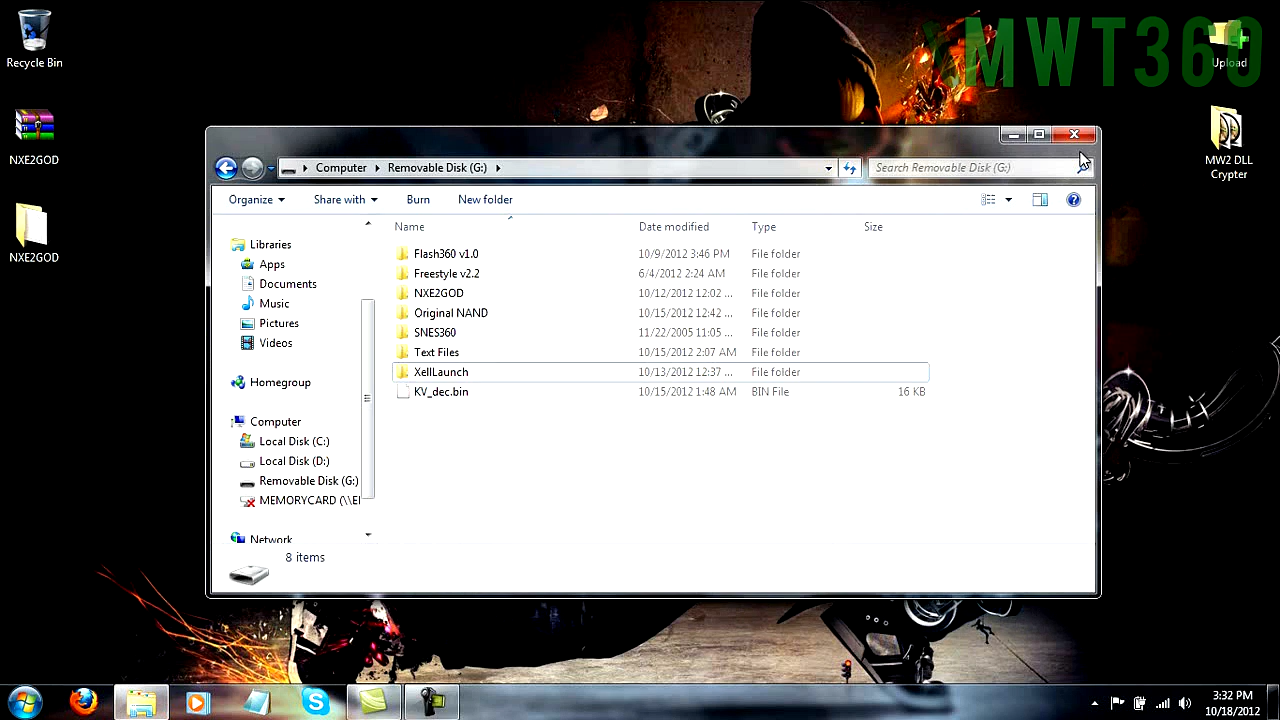 Recycle Bin
MWT360
Upload
NXE2GOD
MW2 DLL
Crypter
NXE2GOD
Computer
Removable Disk (G:)
Search Removable Disk (G:)
Organize
Share with
Burn
New folder
Name
Date modified
Type
Size
Libraries
Apps
Documents
Music
Pictures
Videos
Homegroup
Computer
Local Disk (C:)
Local Disk (D:)
Removable Disk (G:)
MEMORYCARD (\\El
Network
Flash360 v1.0 10/9/2012 3:46 PM File folder
Freestyle v2.2 6/4/2012 2:24 AM File folder
NXE2GOD 10/12/2012 12:02 ... File folder
Original NAND 10/15/2012 12:42 ... File folder
SNES360 11/22/2005 11:05 ... File folder
Text Files 10/15/2012 2:07 AM File folder
XellLaunch 10/13/2012 12:37 ... File folder
KV_dec.bin 10/15/2012 1:48 AM BIN File 16 KB
8 items
3:32 PM
10/18/2012